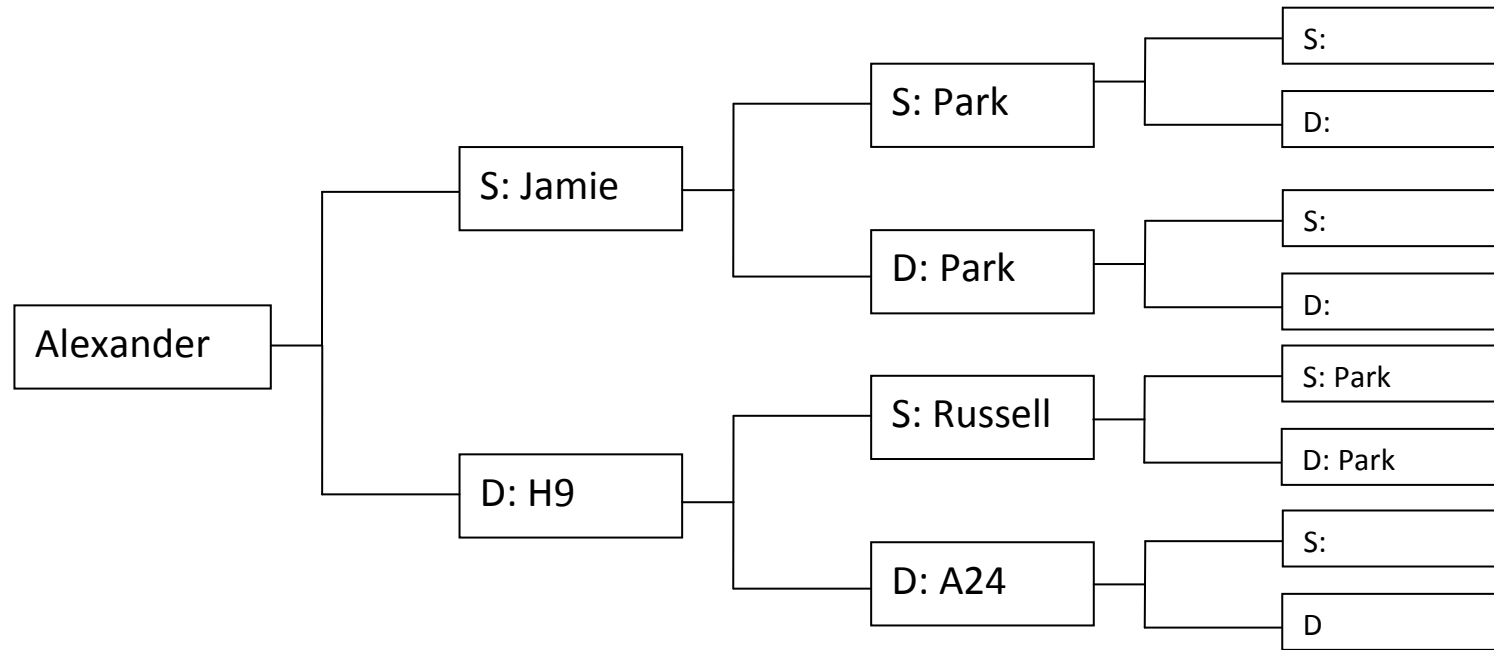 Alexander
S: Jamie
D: H9
S: Park
D: Park
S: Russell
D: A24
S:
D:
S:
D:
S: Park
D: Park
S:
D